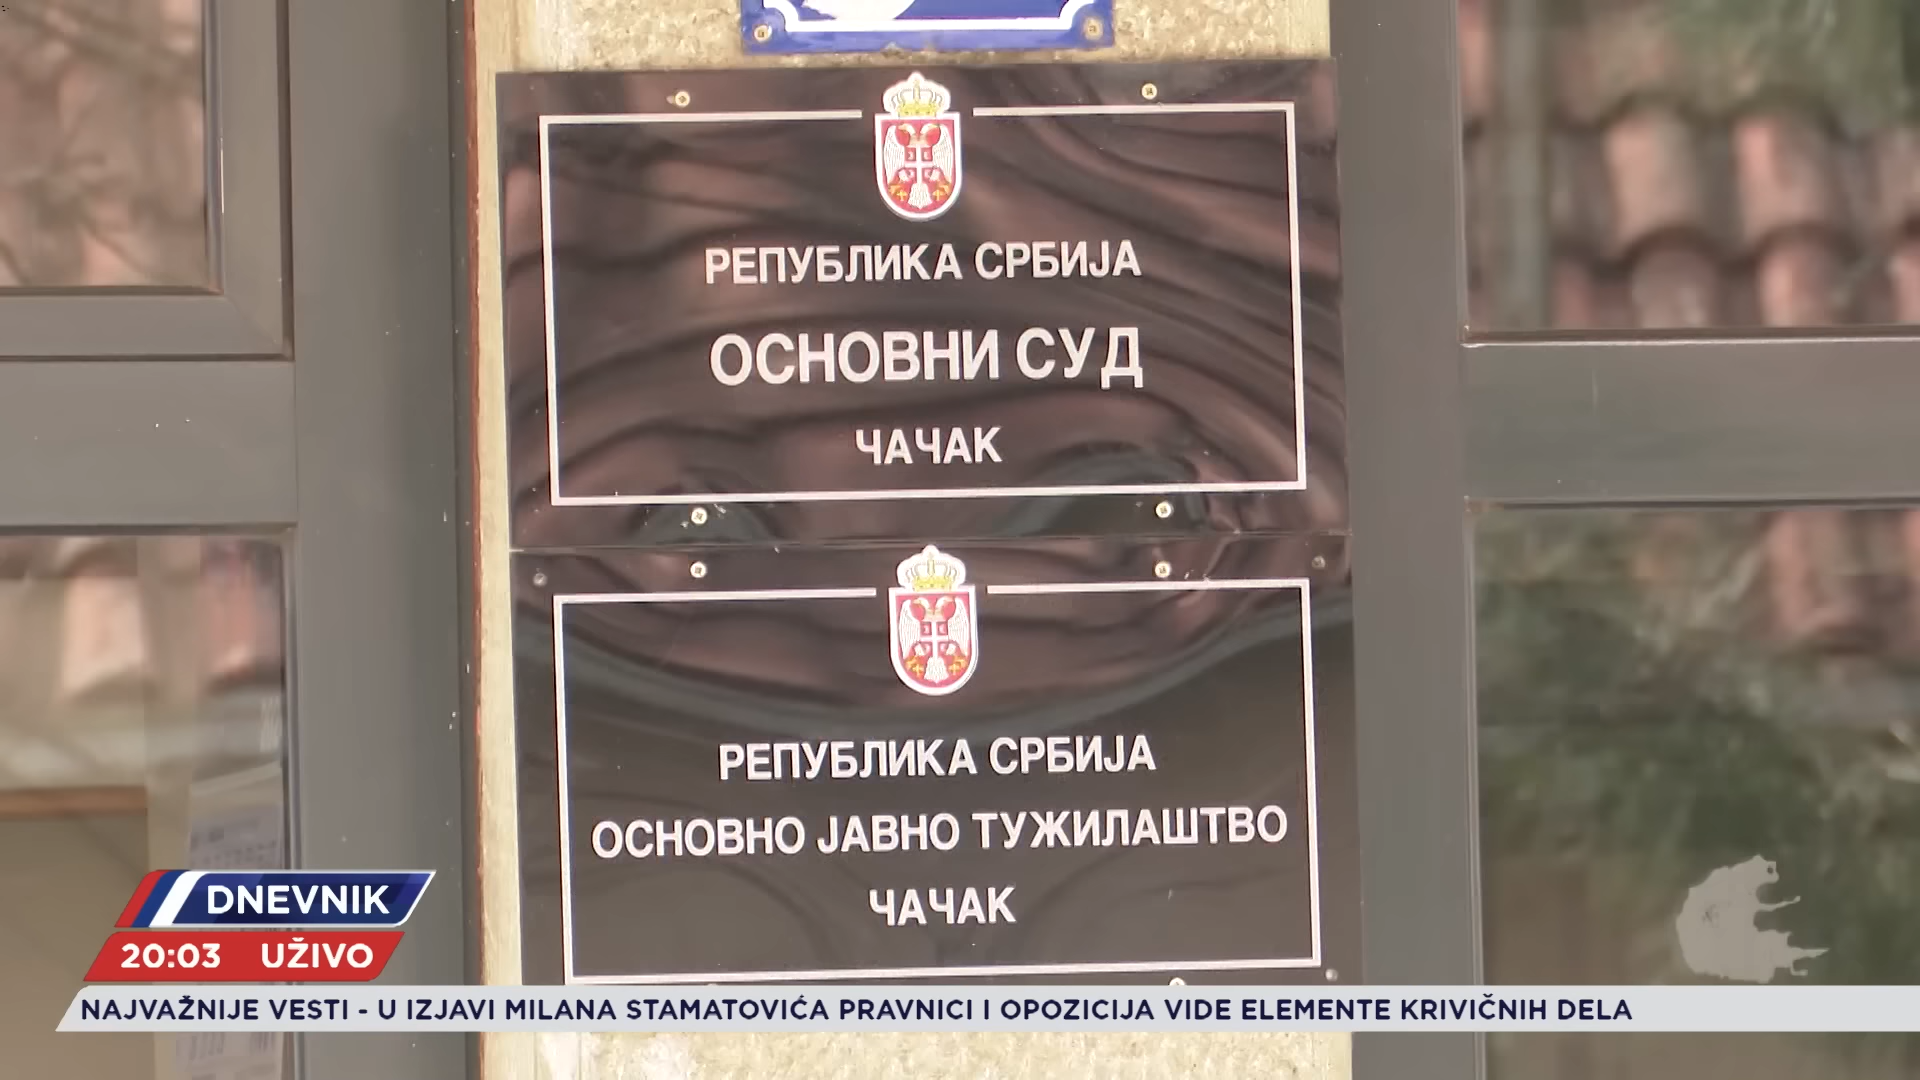 РЕПУБЛИКА СРБИЈА
ОСНОВНИ СУД
ЧАЧАК
РЕПУБЛИКА СРБИЈА
ОСНОВНО ЈАВНО ТУЖИЛАШТВО
ЧАЧАК
DNEVNIK
20:03 UŽIVO
NAJVAŽNIJE VESTI - U IZJAVI MILANA STAMATOVIĆA PRAVNICI I OPOZICIJA VIDE ELEMENTE KRIVIČNIH DELA